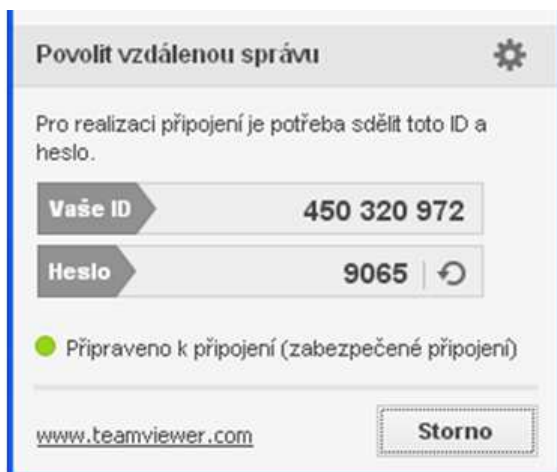 Povolit vzdálenou správu
Pro realizaci připojení je potřeba sdělit toto ID a
heslo.
Vaše ID 450 320 972
Heslo 9065
Připraveno k připojení (zabezpečené připojení)
www.teamviewer.com Storno